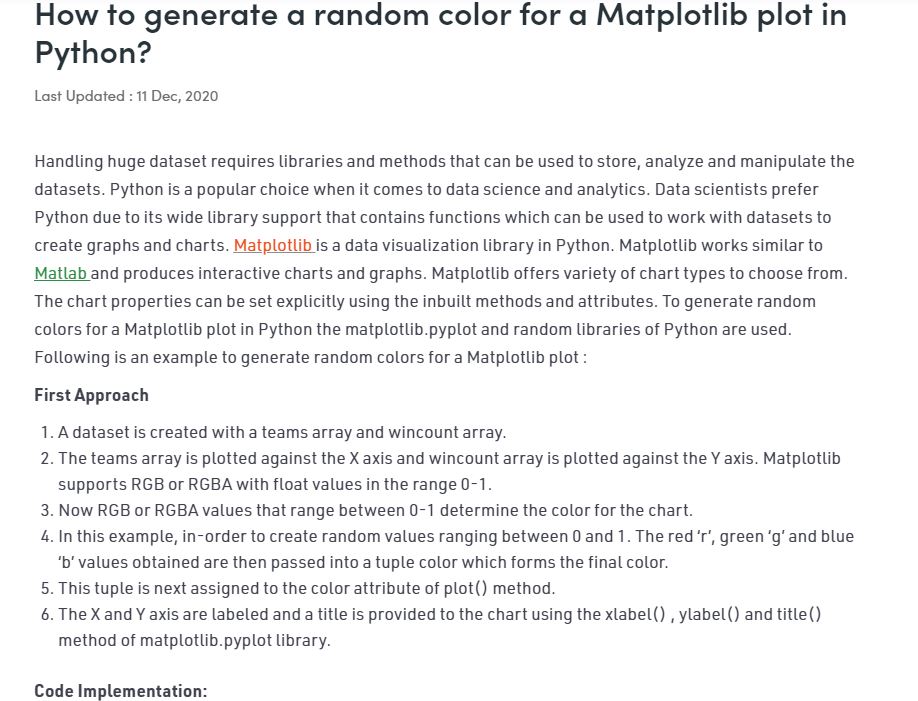 How to generate a random color for a Matplotlib plot in
Python?
Last Updated : 11 Dec, 2020
Handling huge dataset requires libraries and methods that can be used to store, analyze and manipulate the
datasets. Python is a popular choice when it comes to data science and analytics. Data scientists prefer
Python due to its wide library support that contains functions which can be used to work with datasets to
create graphs and charts. Matplotlib is a data visualization library in Python. Matplotlib works similar to
Matlab and produces interactive charts and graphs. Matplotlib offers variety of chart types to choose from.
The chart properties can be set explicitly using the inbuilt methods and attributes. To generate random
colors for a Matplotlib plot in Python the matplotlib.pyplot and random libraries of Python are used.
Following is an example to generate random colors for a Matplotlib plot :
First Approach
1. A dataset is created with a teams array and wincount array.
2. The teams array is plotted against the X axis and wincount array is plotted against the Y axis. Matplotlib
supports RGB or RGBA with float values in the range 0-1.
3. Now RGB or RGBA values that range between 0-1 determine the color for the chart.
4. In this example, in-order to create random values ranging between 0 and 1. The red ‘r’, green ‘g’ and blue
‘b’ values obtained are then passed into a tuple color which forms the final color.
5. This tuple is next assigned to the color attribute of plot() method.
6. The X and Y axis are labeled and a title is provided to the chart using the xlabel() , ylabel() and title()
method of matplotlib.pyplot library.
Code Implementation: